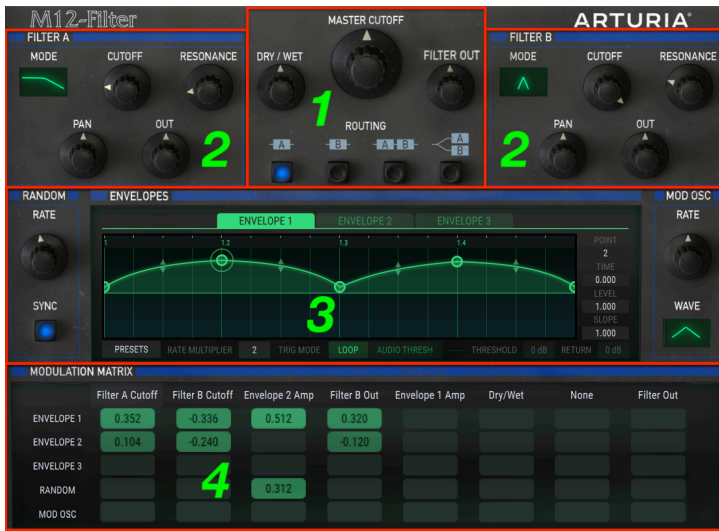 M12-Filter
ARTURIA
FILTER A
MODE
CUTOFF
RESONANCE
PAN
OUT
2
MASTER CUTOFF
DRY / WET
FILTER OUT
1
ROUTING
A
B
A B
A
B
FILTER B
MODE
CUTOFF
RESONANCE
PAN
OUT
2
RANDOM
RATE
SYNC
ENVELOPES
ENVELOPE 1 ENVELOPE 2 ENVELOPE 3
1 1.2 1.3 1.4
POINT
2
TIME
0.000
LEVEL
1.000
SLOPE
1.000
3
PRESETS RATE MULTIPLIER 2 TRIG MODE LOOP AUDIO THRESH THRESHOLD 0 dB RETURN 0 dB
MOD OSC
RATE
WAVE
MODULATION MATRIX
Filter A Cutoff Filter B Cutoff Envelope 2 Amp Filter B Out Envelope 1 Amp Dry/Wet None Filter Out
ENVELOPE 1 0.352 -0.336 0.512 0.320
ENVELOPE 2 0.104 -0.240 -0.120
ENVELOPE 3
4
RANDOM 0.312
MOD OSC